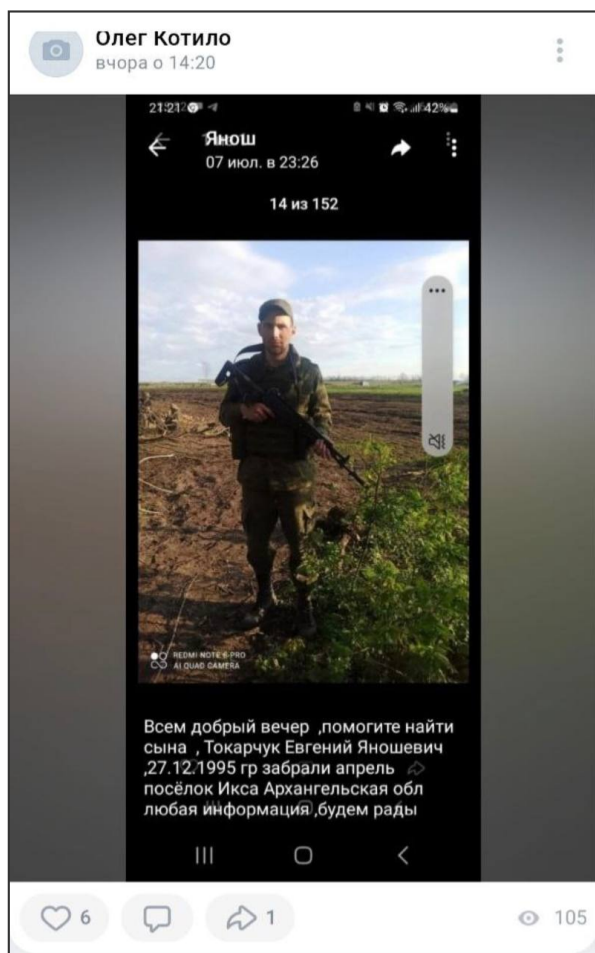 Олег Котило
вчора о 14:20
42%
Янош
07 июл. в 23:26
14 из 152
REDMI NOTE 8 PRO
AI QUAD CAMERA
Всем добрый вечер ,помогите найти
сына , Токарчук Евгений Яношевич
,27.12.1995 гр забрали апрель
посёлок Икса Архангельская обл
любая информация ,будем рады
6
1
105